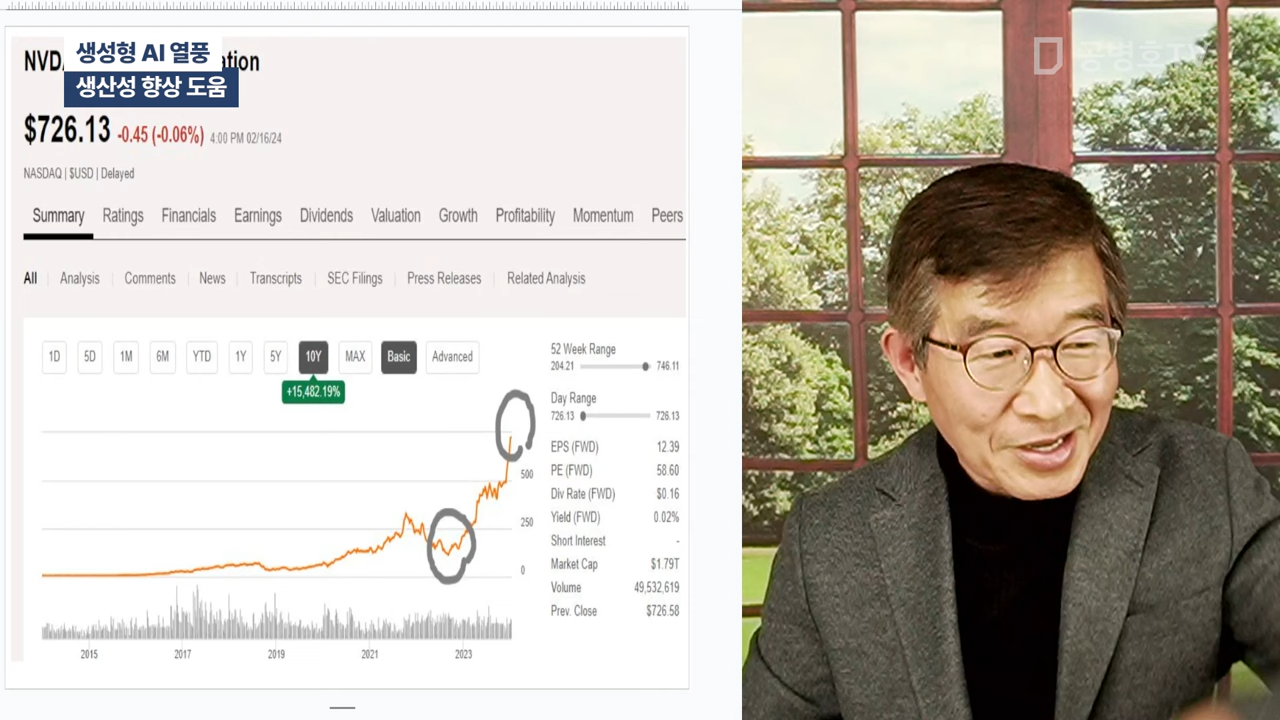 생성형 AI 열풍
생산성 향상 도움
NVD ation
$726.13 -0.45 (-0.06%) 4:00 PM 02/16/24
NASDAQ | $USD | Delayed
Summary Ratings Financials Earnings Dividends Valuation Growth Profitability Momentum Peers
All Analysis Comments News Transcripts SEC Filings Press Releases Related Analysis
1D 5D 1M 6M YTD 1Y 5Y 10Y MAX Basic Advanced
+15,482.19%
500
250
0
2015 2017 2019 2021 2023
52 Week Range
204.21 746.11
Day Range
726.13 726.13
EPS (FWD) 12.39
PE (FWD) 58.60
Div Rate (FWD) $0.16
Yield (FWD) 0.02%
Short Interest -
Market Cap $1.79T
Volume 49,532,619
Prev. Close $726.58
공병호TV